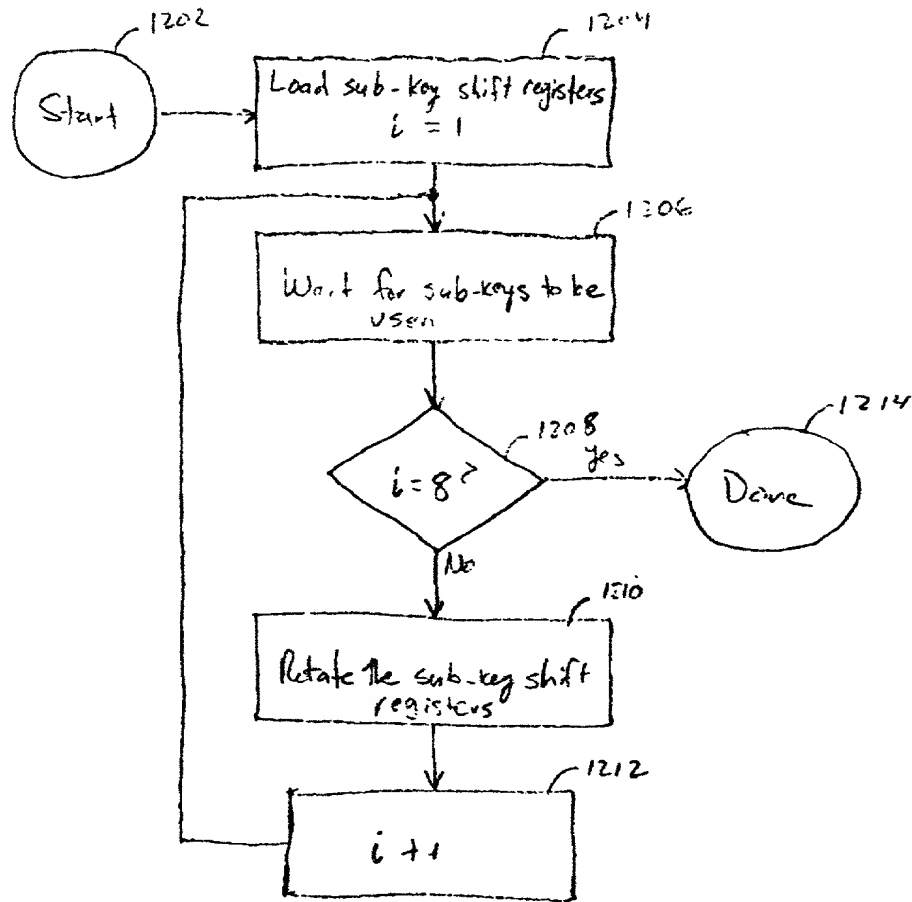 1202
Start
1204
Load sub-key shift registers
i = 1
1206
Wait for sub-keys to be
used
1208
i=8?
Yes
1214
Done
No
1210
Rotate the sub-key shift
registers
1212
i ++